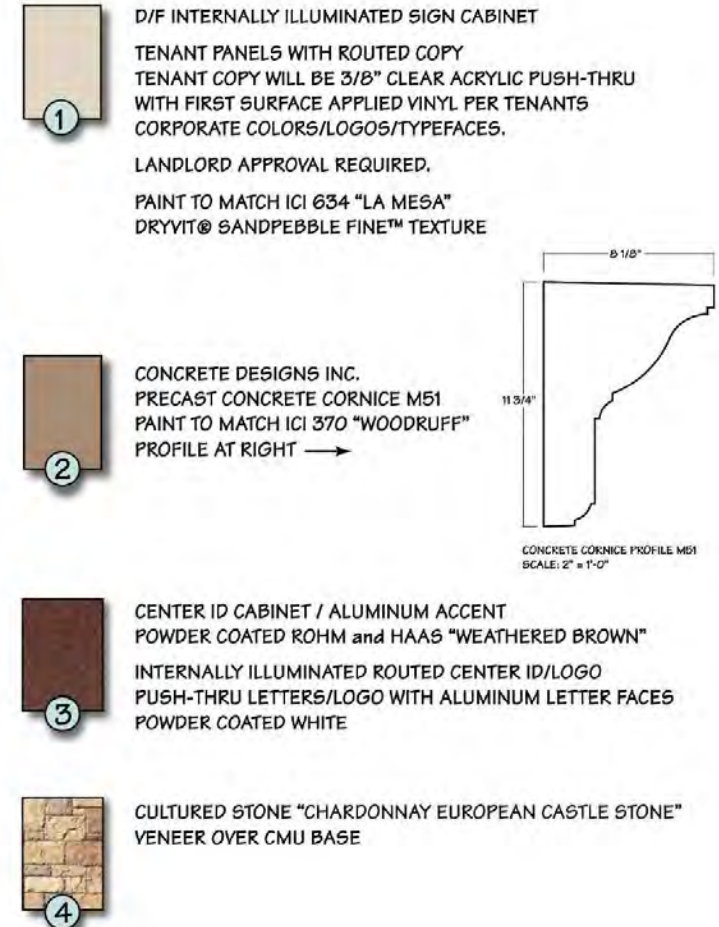 D/F INTERNALLY ILLUMINATED SIGN CABINET
TENANT PANELS WITH ROUTED COPY
TENANT COPY WILL BE 3/8" CLEAR ACRYLIC PUSH-THRU
WITH FIRST SURFACE APPLIED VINYL PER TENANTS
CORPORATE COLORS/LOGOS/TYPEFACES.
LANDLORD APPROVAL REQUIRED.
PAINT TO MATCH ICI 634 "LA MESA"
DRYVIT® SANDPEBBLE FINE™ TEXTURE
1
8 1/8"
11 3/4"
CONCRETE DESIGNS INC.
PRECAST CONCRETE CORNICE M51
PAINT TO MATCH ICI 370 "WOODRUFF"
PROFILE AT RIGHT →
2
CONCRETE CORNICE PROFILE M51
SCALE: 2" = 1'-0"
CENTER ID CABINET / ALUMINUM ACCENT
POWDER COATED ROHM and HAAS "WEATHERED BROWN"
INTERNALLY ILLUMINATED ROUTED CENTER ID/LOGO
PUSH-THRU LETTERS/LOGO WITH ALUMINUM LETTER FACES
POWDER COATED WHITE
3
CULTURED STONE "CHARDONNAY EUROPEAN CASTLE STONE"
VENEER OVER CMU BASE
4